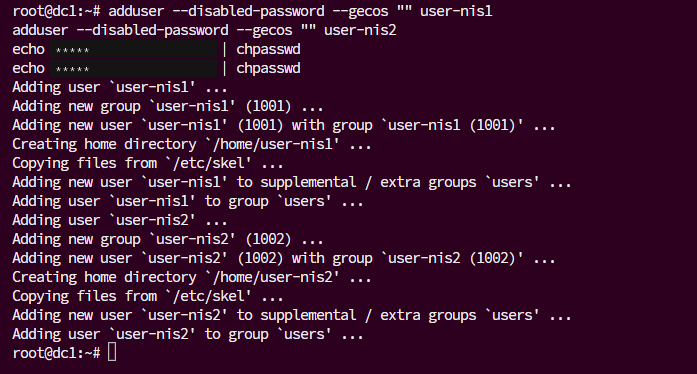 root@dc1:~# adduser --disabled-password --gecos "" user-nis1
adduser --disabled-password --gecos "" user-nis2
echo ***** | chpasswd
echo ***** | chpasswd
Adding user `user-nis1' ...
Adding new group `user-nis1' (1001) ...
Adding new user `user-nis1' (1001) with group `user-nis1 (1001)' ...
Creating home directory `/home/user-nis1' ...
Copying files from `/etc/skel' ...
Adding new user `user-nis1' to supplemental / extra groups `users' ...
Adding user `user-nis1' to group `users' ...
Adding user `user-nis2' ...
Adding new group `user-nis2' (1002) ...
Adding new user `user-nis2' (1002) with group `user-nis2 (1002)' ...
Creating home directory `/home/user-nis2' ...
Copying files from `/etc/skel' ...
Adding new user `user-nis2' to supplemental / extra groups `users' ...
Adding user `user-nis2' to group `users' ...
root@dc1:~#